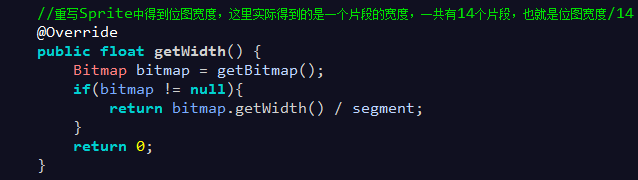 //重写Sprite中得到位图宽度，这里实际得到的是一个片段的宽度，一共有14个片段，也就是位图宽度/14
@Override
public float getWidth() {
Bitmap bitmap = getBitmap();
if(bitmap != null){
return bitmap.getWidth() / segment;
}
return 0;
}